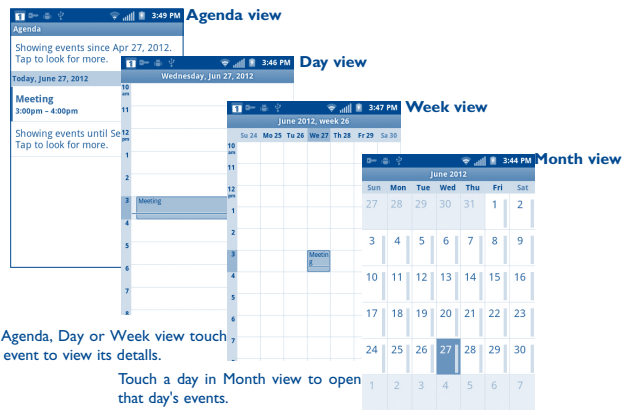 3:49 PM
Agenda view
Agenda
Showing events since Apr 27, 2012.
Tap to look for more.
Today, June 27, 2012
Meeting
3:00pm – 4:00pm
Showing events until Se
Tap to look for more.
3:46 PM
Day view
Wednesday, Jun 27, 2012
10
am
11
12
pm
1
2
3 Meeting
4
5
6
7
8
1 3:47 PM
Week view
June 2012, week 26
Su 24 Mo 25 Tu 26 We 27 Th 28 Fr 29 Sa 30
10
am
11
12
pm
1
2
3 Meetin
g
4
5
6
7
3:44 PM
Month view
June 2012
Sun Mon Tue Wed Thu Fri Sat
27 28 29 30 31 1 2
3 4 5 6 7 8 9
10 11 12 13 14 15 16
17 18 19 20 21 22 23
24 25 26 27 28 29 30
1 2 3 4 5 6 7
Agenda, Day or Week view touch
event to view its detalls.
Touch a day in Month view to open
that day's events.